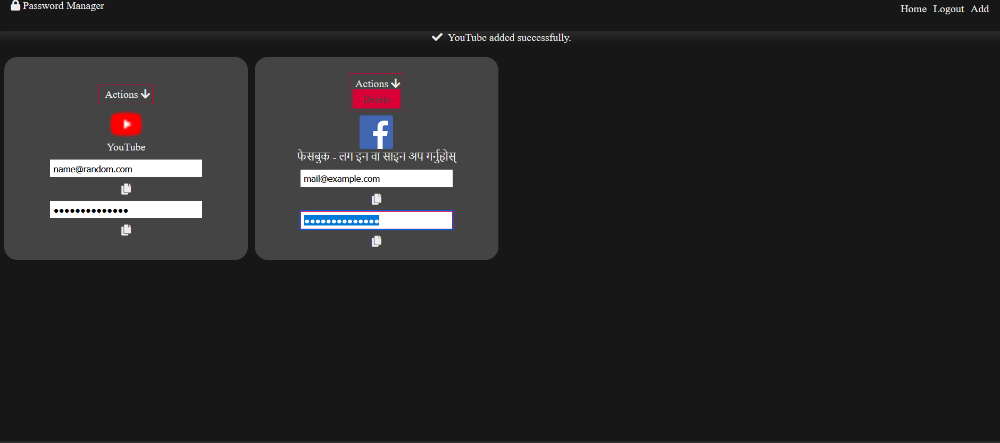 Password Manager
Home Logout Add
YouTube added successfully.
Actions
YouTube
name@random.com
••••••••••••••
Actions
Delete
फेसबुक - लग इन वा साइन अप गर्नुहोस्
mail@example.com
••••••••••••••